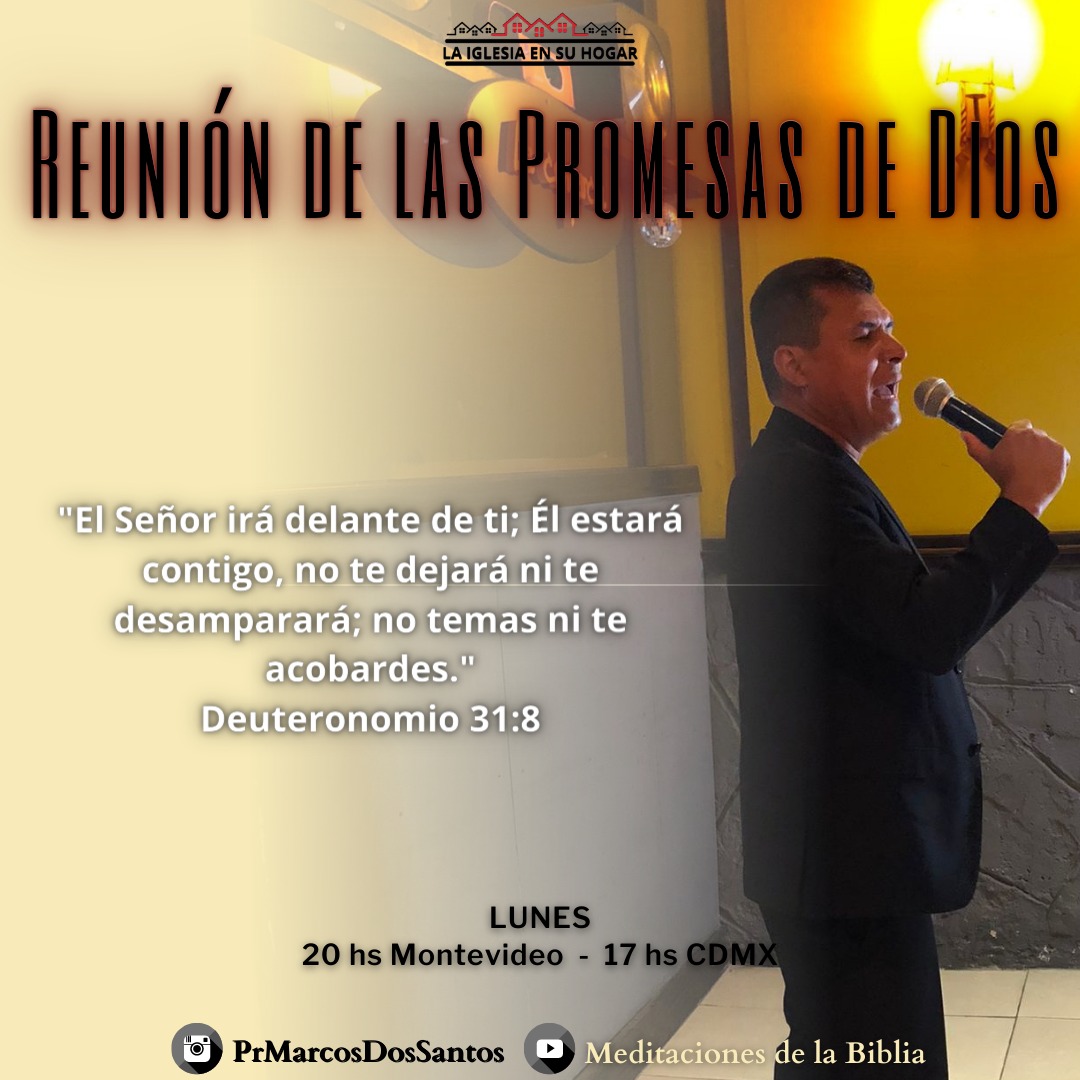 LA IGLESIA EN SU HOGAR
Reunión de las Promesas de Dios
"El Señor irá delante de ti; Él estará
contigo, no te dejará ni te
desamparará; no temas ni te
acobardes."
Deuteronomio 31:8
LUNES
20 hs Montevideo - 17 hs CDMX
PrMarcosDosSantos Meditaciones de la Biblia